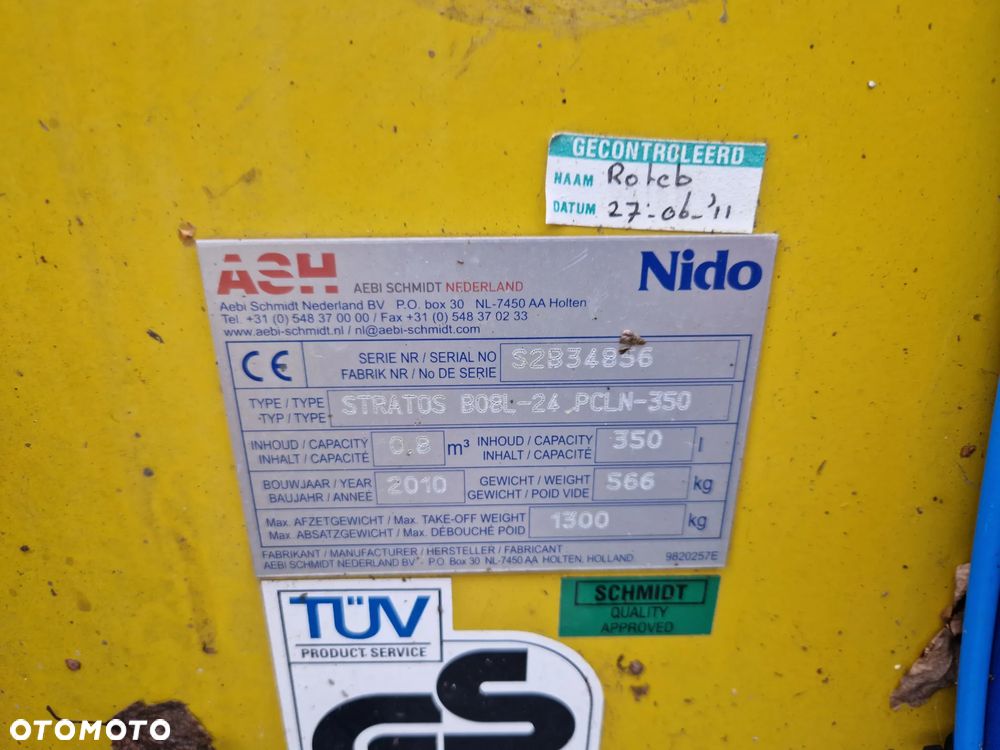 GECONTROLEERD
NAAM Roteb
DATUM 27-06-'11
ASH AEBI SCHMIDT NEDERLAND Nido
Aebi Schmidt Nederland BV P.O. box 30 NL-7450 AA Holten
Tel. +31 (0) 548 37 00 00 / Fax +31 (0) 548 37 02 33
www.aebi-schmidt.nl / nl@aebi-schmidt.com
CE SERIE NR / SERIAL NO S2B34856
FABRIK NR / No DE SERIE
TYPE / TYPE STRATOS B08L-24 PCLN-350
TYP / TYPE
INHOUD / CAPACITY 0.8 m³ INHOUD / CAPACITY 350 l
INHALT / CAPACITÉ INHALT / CAPACITÉ
BOUWJAAR / YEAR 2010 GEWICHT / WEIGHT 566 kg
BAUJAHR / ANNEÉ GEWICHT / POID VIDE
Max. AFZETGEWICHT / Max. TAKE-OFF WEIGHT 1300 kg
Max. ABSATZGEWICHT / Max. DÉBOUCHÉ POID
FABRIKANT / MANUFACTURER / HERSTELLER / FABRICANT
AEBI SCHMIDT NEDERLAND BV - P.O. Box 30 NL-7450 AA HOLTEN, HOLLAND 9820257E
TÜV
PRODUCT SERVICE
GS
SCHMIDT
QUALITY
APPROVED
OTOMOTO